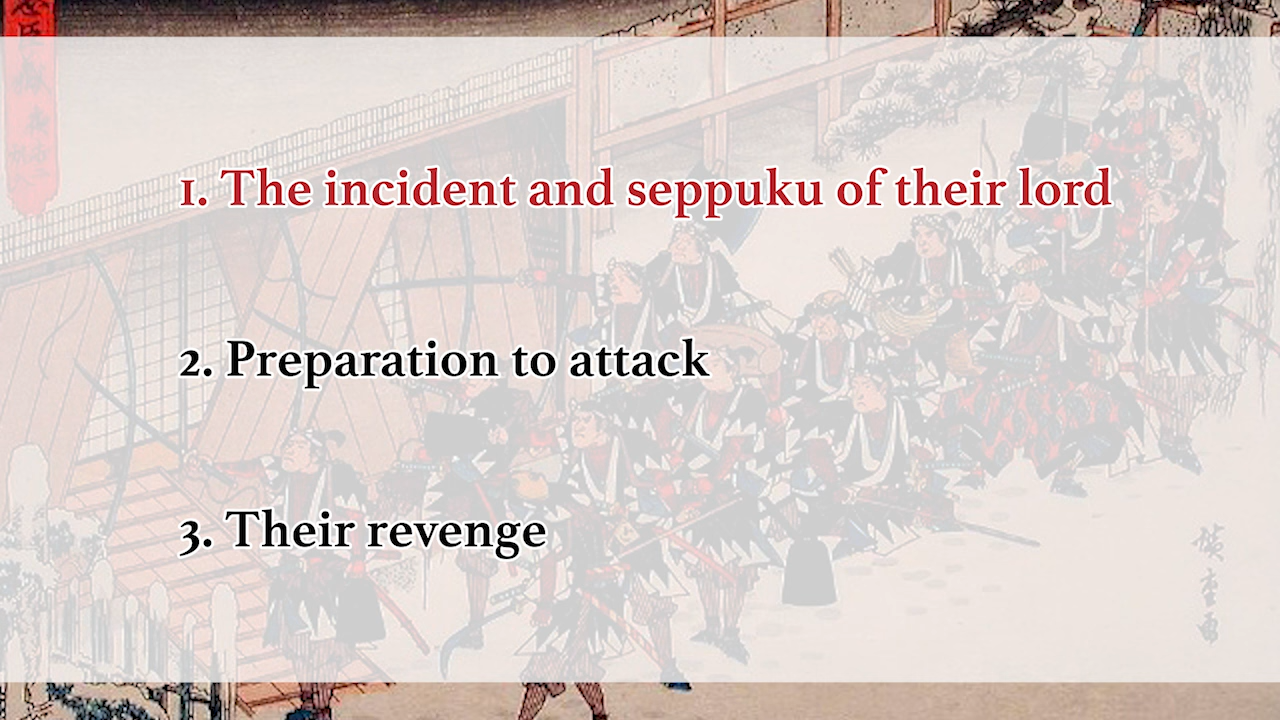 1. The incident and seppuku of their lord
2. Preparation to attack
3. Their revenge